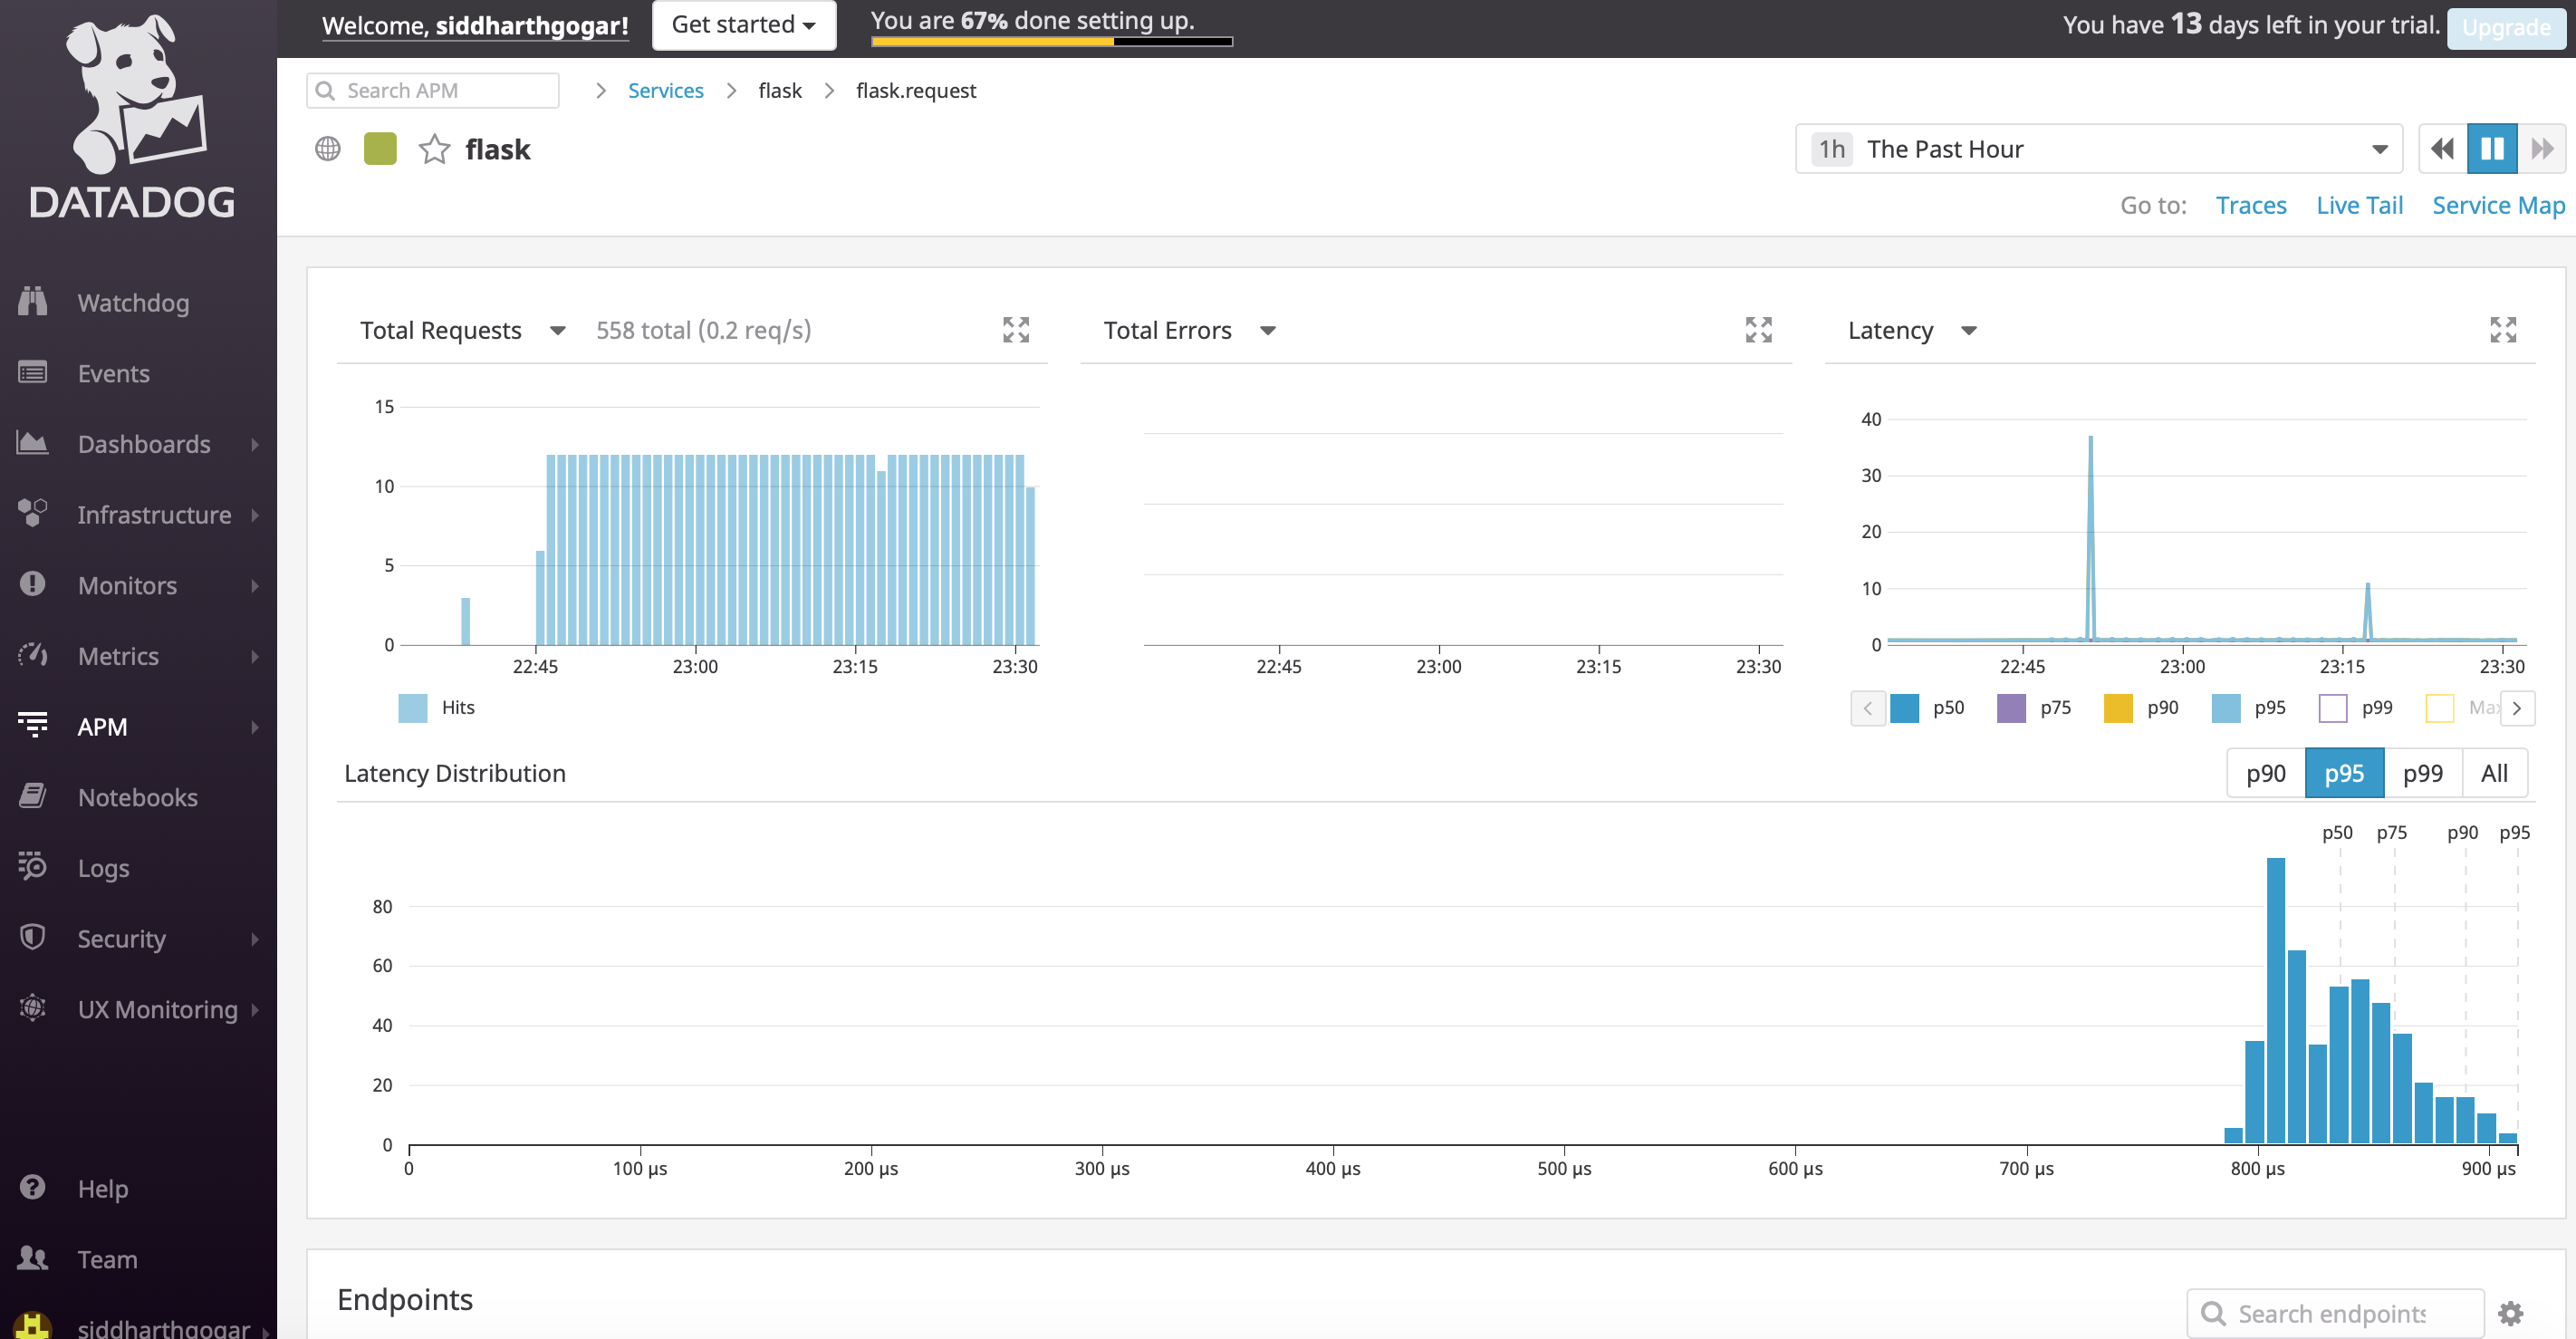 DATADOG
Watchdog
Events
Dashboards
Infrastructure
Monitors
Metrics
APM
Notebooks
Logs
Security
UX Monitoring
Help
Team
siddharthgogar
Welcome, siddharthgogar!
Get started
You are 67% done setting up.
You have 13 days left in your trial.
Upgrade
Search APM
Services
flask
flask.request
flask
1h The Past Hour
Go to: Traces Live Tail Service Map
Total Requests 558 total (0.2 req/s)
15
10
5
0
22:45 23:00 23:15 23:30
Hits
Total Errors
22:45 23:00 23:15 23:30
Latency
40
30
20
10
0
22:45 23:00 23:15 23:30
p50 p75 p90 p95 p99 Max
Latency Distribution
p90 p95 p99 All
p50 p75 p90 p95
80
60
40
20
0
0 100 µs 200 µs 300 µs 400 µs 500 µs 600 µs 700 µs 800 µs 900 µs
Endpoints
Search endpoints